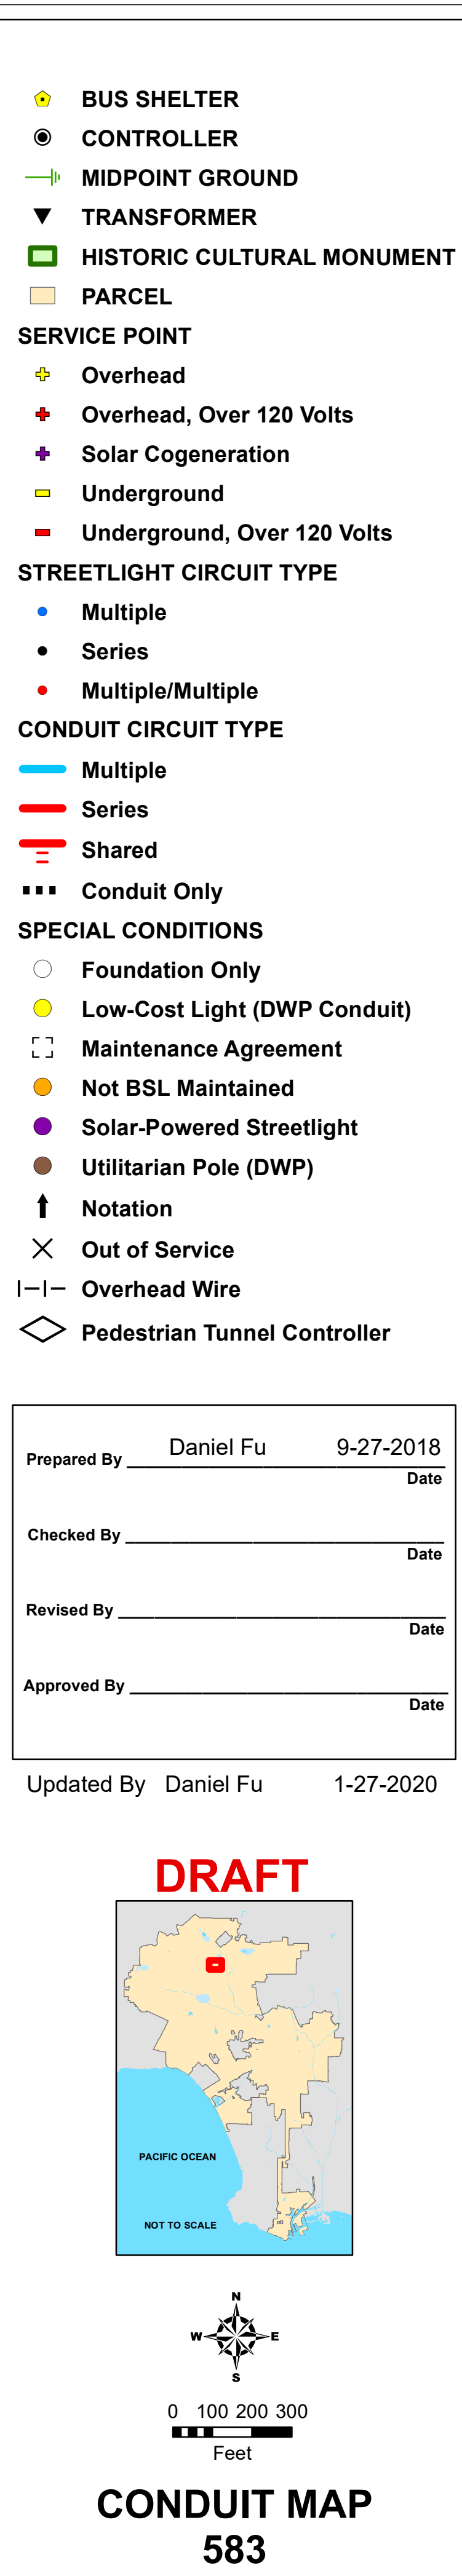 BUS SHELTER
CONTROLLER
MIDPOINT GROUND
TRANSFORMER
HISTORIC CULTURAL MONUMENT
PARCEL
SERVICE POINT
Overhead
Overhead, Over 120 Volts
Solar Cogeneration
Underground
Underground, Over 120 Volts
STREETLIGHT CIRCUIT TYPE
Multiple
Series
Multiple/Multiple
CONDUIT CIRCUIT TYPE
Multiple
Series
Shared
Conduit Only
SPECIAL CONDITIONS
Foundation Only
Low-Cost Light (DWP Conduit)
Maintenance Agreement
Not BSL Maintained
Solar-Powered Streetlight
Utilitarian Pole (DWP)
Notation
Out of Service
Overhead Wire
Pedestrian Tunnel Controller
Prepared By Daniel Fu 9-27-2018
Date
Checked By
Date
Revised By
Date
Approved By
Date
Updated By Daniel Fu 1-27-2020
DRAFT
PACIFIC OCEAN
NOT TO SCALE
N
W E
S
0 100 200 300
Feet
CONDUIT MAP
583